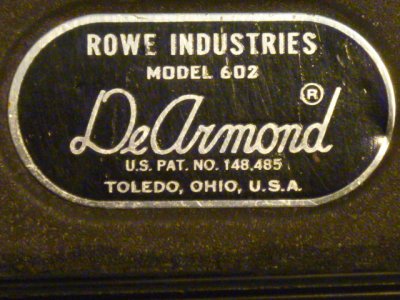 ROWE INDUSTRIES
MODEL 602
DeArmond ®
U.S. PAT. NO. 148,485
TOLEDO, OHIO, U.S.A.